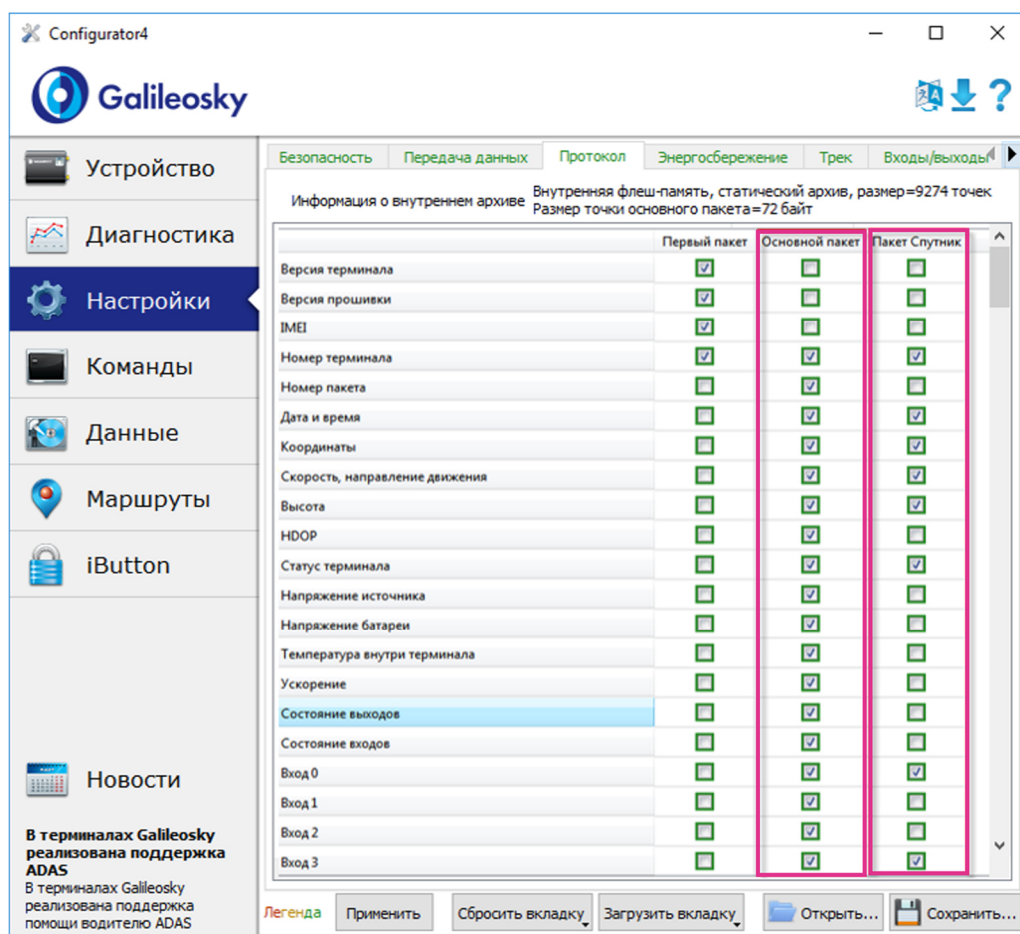 Configurator4
Galileosky
Устройство
Диагностика
Настройки
Команды
Данные
Маршруты
iButton
Новости
В терминалах Galileosky
реализована поддержка
ADAS
В терминалах Galileosky
реализована поддержка
помощи водителю ADAS
Безопасность Передача данных Протокол Энергосбережение Трек Входы/выходы
Информация о внутреннем архиве
Внутренняя флеш-память, статический архив, размер=9274 точек
Размер точки основного пакета=72 байт
Первый пакет Основной пакет Пакет Спутник
Версия терминала
Версия прошивки
IMEI
Номер терминала
Номер пакета
Дата и время
Координаты
Скорость, направление движения
Высота
HDOP
Статус терминала
Напряжение источника
Напряжение батареи
Температура внутри терминала
Ускорение
Состояние выходов
Состояние входов
Вход 0
Вход 1
Вход 2
Вход 3
Легенда Применить Сбросить вкладку Загрузить вкладку Открыть... Сохранить...